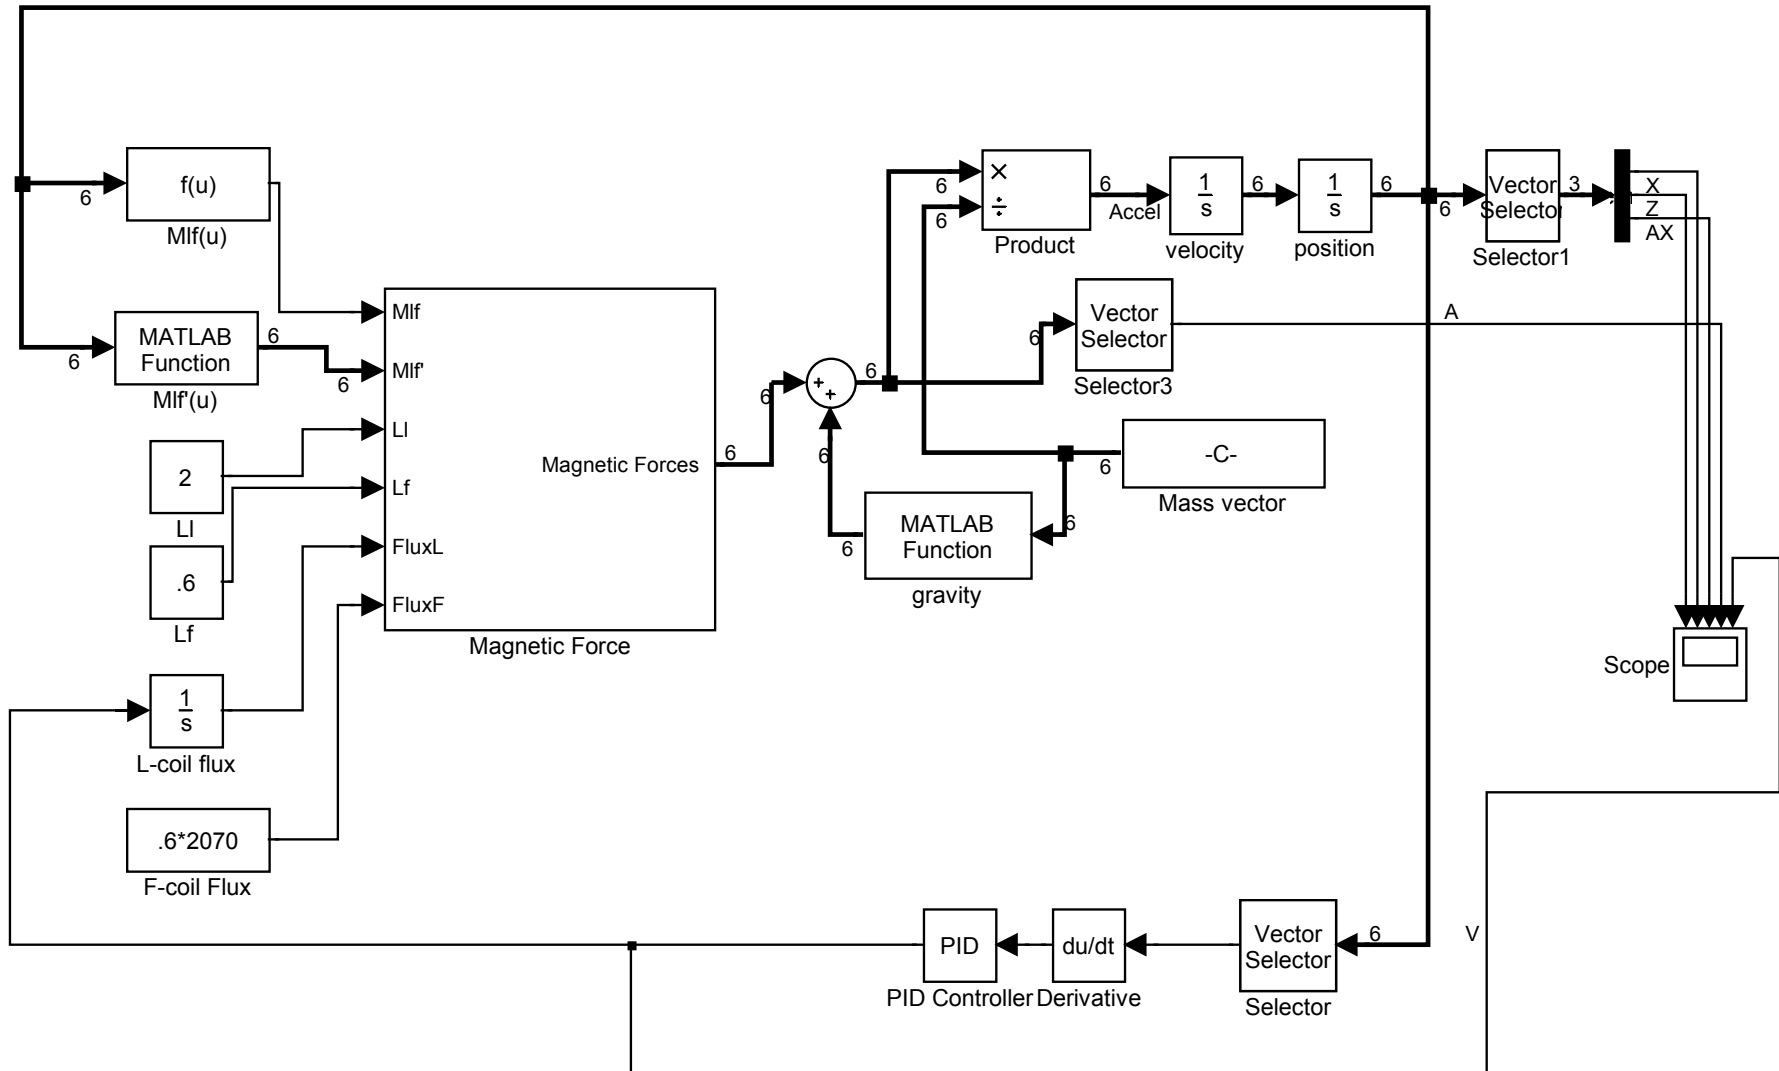 f(u)
6
Mlf(u)
MATLAB
Function
6
6
Mlf'(u)
2
Ll
.6
Lf
1
s
L-coil flux
.6*2070
F-coil Flux
Mlf
6
Mlf'
Ll
Lf
FluxL
FluxF
Magnetic Forces
Magnetic Force
6
6
+
+
6
6
6
6
×
÷
Product
6
Accel
1
s
velocity
6
1
s
position
6
6
Vector
Selector
Selector1
3
X
Z
AX
6
Vector
Selector
Selector3
A
-C-
Mass vector
6
6
MATLAB
Function
gravity
6
Scope
PID
PID Controller
du/dt
Derivative
Vector
Selector
Selector
6
V